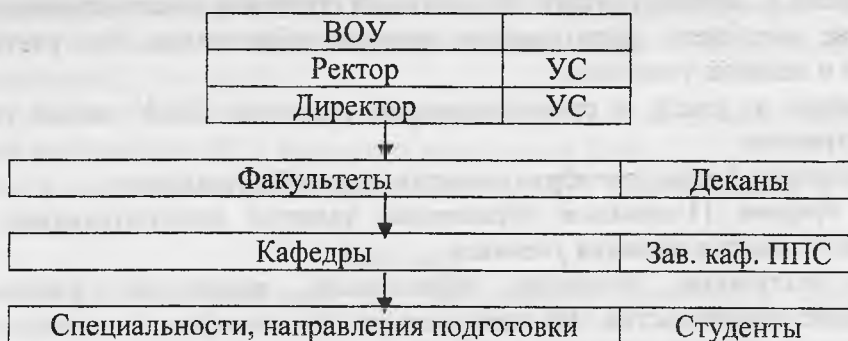 ВОУ
Ректор УС
Директор УС
Факультеты Деканы
Кафедры Зав. каф. ППС
Специальности, направления подготовки Студенты